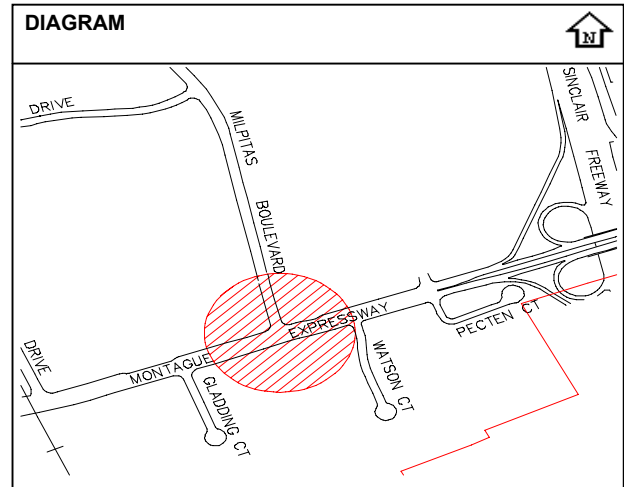 DIAGRAM
N
DRIVE
MILPITAS
BOULEVARD
SINCLAIR
FREEWAY
MONTAGUE
EXPRESSWAY
PECTEN CT
WATSON CT
GLADDING CT
DRIVE